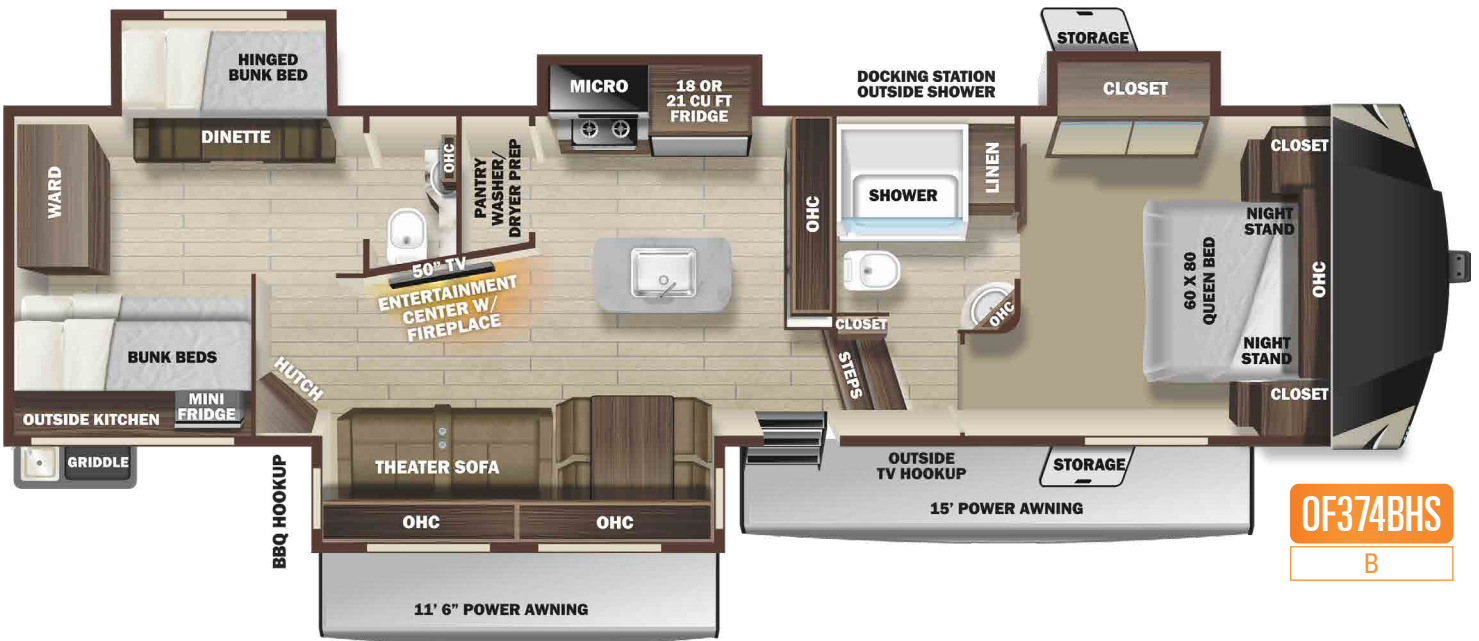 HINGED
BUNK BED
DINETTE
WARD
BUNK BEDS
MINI
FRIDGE
OUTSIDE KITCHEN
GRIDDLE
OHC
PANTRY
WASHER/
DRYER PREP
50" TV
ENTERTAINMENT
CENTER W/
FIREPLACE
HUTCH
THEATER SOFA
OHC
OHC
BBQ HOOKUP
11' 6" POWER AWNING
MICRO
18 OR
21 CU FT
FRIDGE
OHC
DOCKING STATION
OUTSIDE SHOWER
SHOWER
LINEN
OHC
CLOSET
STEPS
STORAGE
CLOSET
CLOSET
NIGHT
STAND
60 X 80
QUEEN BED
OHC
NIGHT
STAND
CLOSET
OUTSIDE
TV HOOKUP
STORAGE
15' POWER AWNING
OF374BHS
B